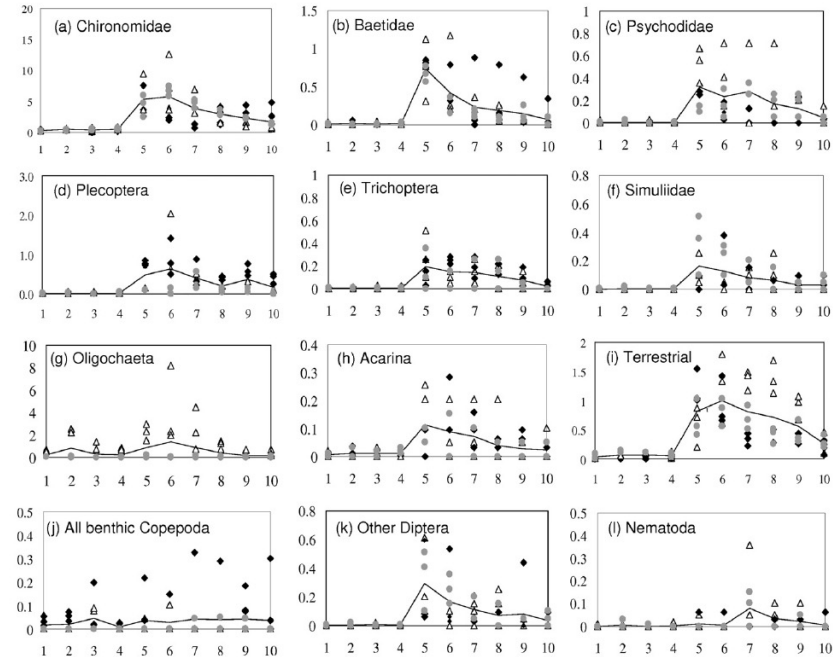 (a) Chironomidae
20
15
10
5
0
1 2 3 4 5 6 7 8 9 10
(b) Baetidae
1.5
1
0.5
0
1 2 3 4 5 6 7 8 9 10
(c) Psychodidae
1
0.8
0.6
0.4
0.2
0
1 2 3 4 5 6 7 8 9 10
(d) Plecoptera
3.0
2.0
1.0
0.0
1 2 3 4 5 6 7 8 9 10
(e) Trichoptera
1
0.8
0.6
0.4
0.2
0
1 2 3 4 5 6 7 8 9 10
(f) Simuliidae
0.8
0.6
0.4
0.2
0
1 2 3 4 5 6 7 8 9 10
(g) Oligochaeta
10
8
6
4
2
0
1 2 3 4 5 6 7 8 9 10
(h) Acarina
0.4
0.3
0.2
0.1
0
1 2 3 4 5 6 7 8 9 10
(i) Terrestrial
2
1.5
1
0.5
0
1 2 3 4 5 6 7 8 9 10
(j) All benthic Copepoda
0.5
0.4
0.3
0.2
0.1
0
1 2 3 4 5 6 7 8 9 10
(k) Other Diptera
0.8
0.6
0.4
0.2
0
1 2 3 4 5 6 7 8 9 10
(l) Nematoda
0.5
0.4
0.3
0.2
0.1
0
1 2 3 4 5 6 7 8 9 10